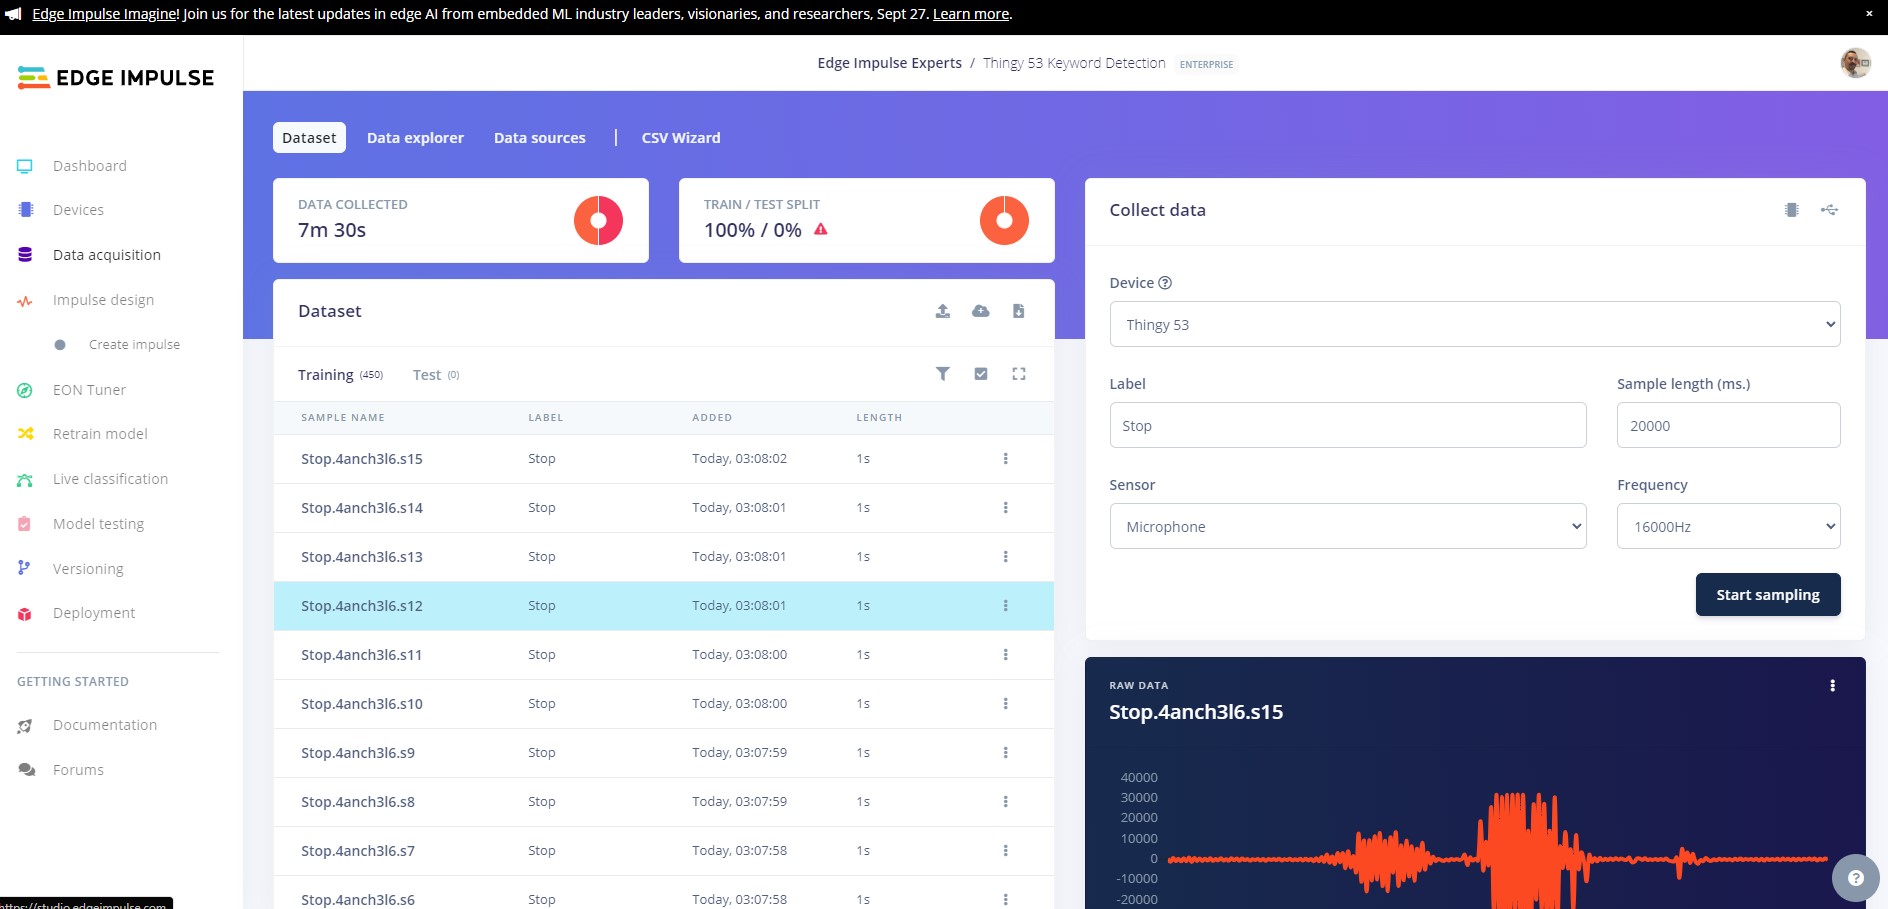 Edge Impulse Imagine! Join us for the latest updates in edge AI from embedded ML industry leaders, visionaries, and researchers, Sept 27. Learn more.
×
EDGE IMPULSE
Edge Impulse Experts / Thingy 53 Keyword Detection ENTERPRISE
Dashboard
Devices
Data acquisition
Impulse design
Create impulse
EON Tuner
Retrain model
Live classification
Model testing
Versioning
Deployment
GETTING STARTED
Documentation
Forums
https://studio.edgeimpulse.com
Dataset Data explorer Data sources | CSV Wizard
DATA COLLECTED
7m 30s
TRAIN / TEST SPLIT
100% / 0%
Dataset
Training (450) Test (0)
SAMPLE NAME LABEL ADDED LENGTH
Stop.4anch3l6.s15 Stop Today, 03:08:02 1s
Stop.4anch3l6.s14 Stop Today, 03:08:01 1s
Stop.4anch3l6.s13 Stop Today, 03:08:01 1s
Stop.4anch3l6.s12 Stop Today, 03:08:01 1s
Stop.4anch3l6.s11 Stop Today, 03:08:00 1s
Stop.4anch3l6.s10 Stop Today, 03:08:00 1s
Stop.4anch3l6.s9 Stop Today, 03:07:59 1s
Stop.4anch3l6.s8 Stop Today, 03:07:59 1s
Stop.4anch3l6.s7 Stop Today, 03:07:58 1s
Stop.4anch3l6.s6 Stop Today, 03:07:58 1s
Collect data
Device ?
Thingy 53
Label Sample length (ms.)
Stop 20000
Sensor Frequency
Microphone 16000Hz
Start sampling
RAW DATA
Stop.4anch3l6.s15
40000
30000
20000
10000
0
-10000
-20000
?